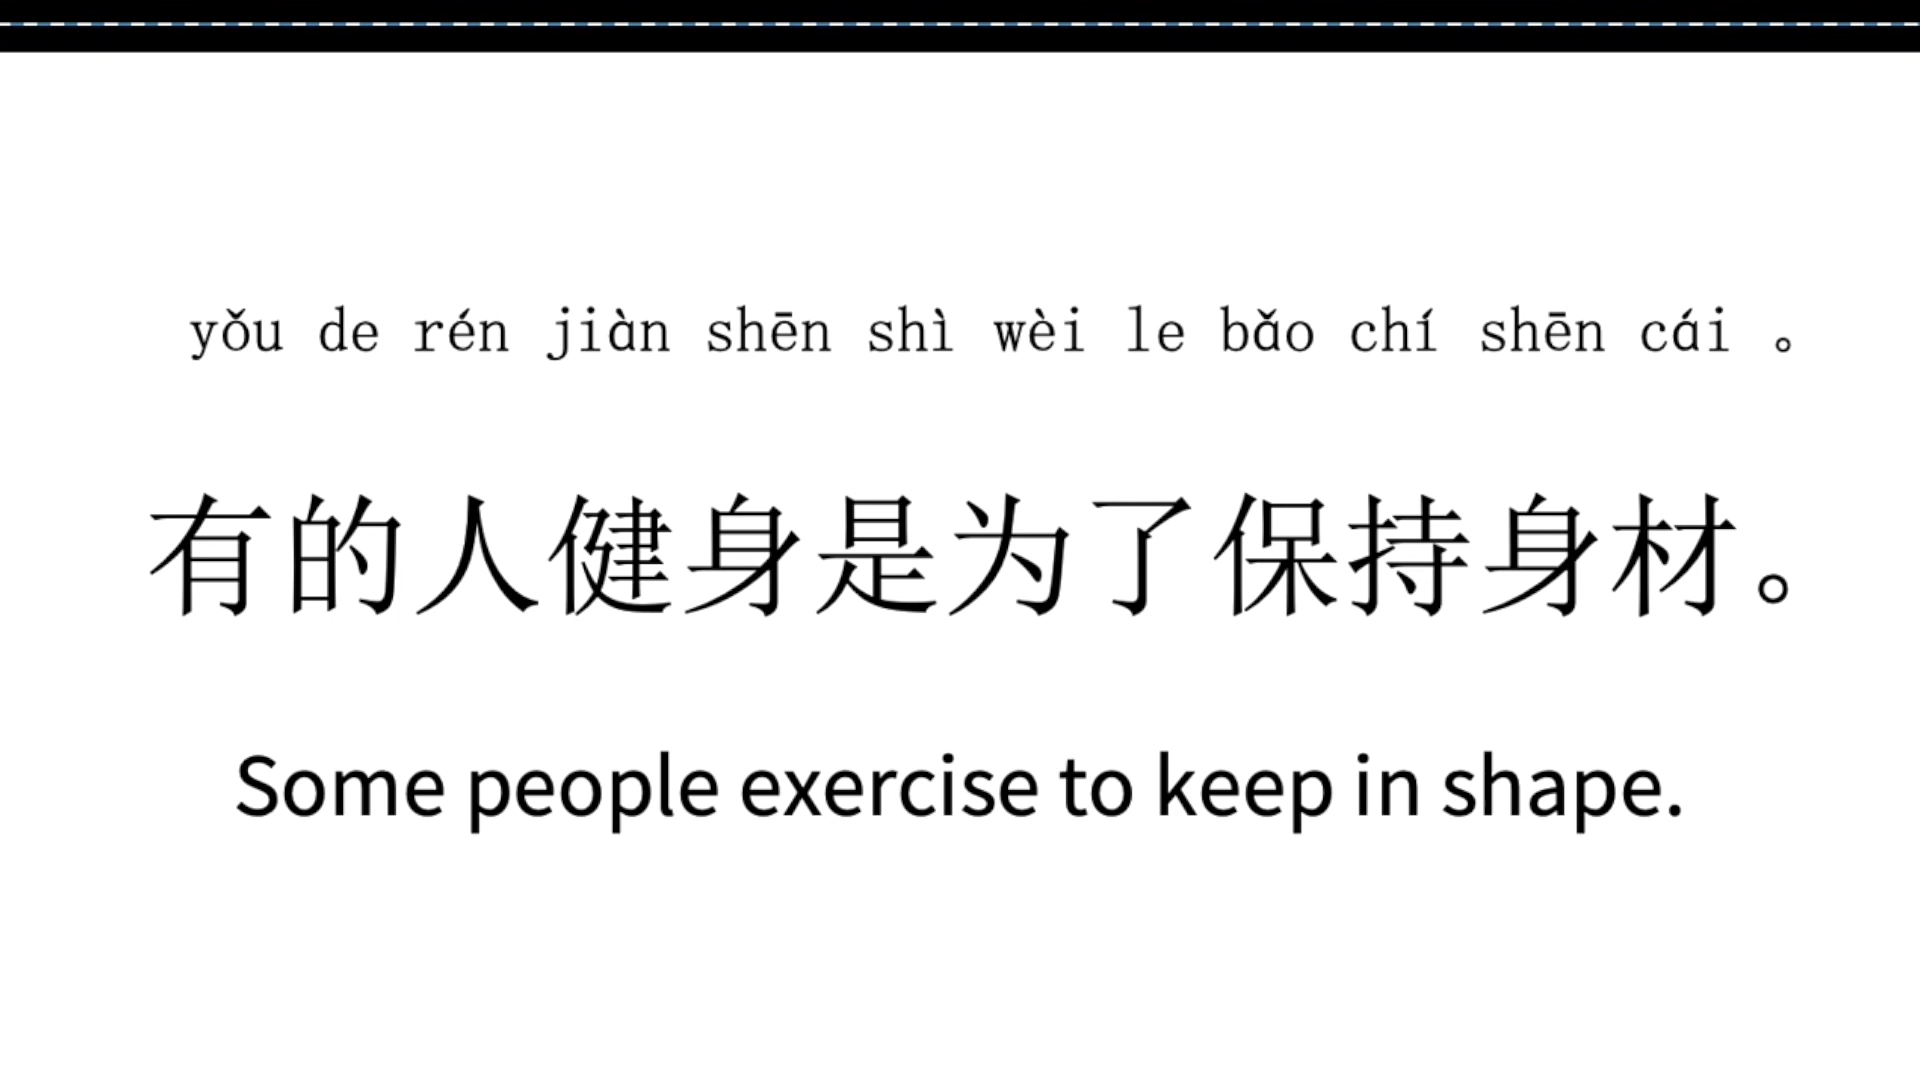 yǒu de rén jiàn shēn shì wèi le bǎo chí shēn cái 。
有的人健身是为了保持身材。
Some people exercise to keep in shape.